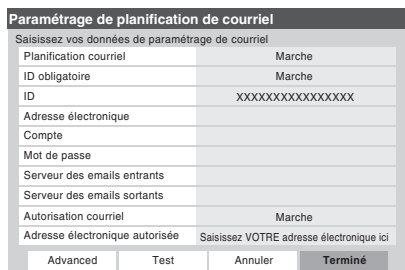 Paramétrage de planification de courriel
Saisissez vos données de paramétrage de courriel
Planification courriel Marche
ID obligatoire Marche
ID XXXXXXXXXXXXXXXX
Adresse électronique
Compte
Mot de passe
Serveur des emails entrants
Serveur des emails sortants
Autorisation courriel Marche
Adresse électronique autorisée Saisissez VOTRE adresse électronique ici
Advanced Test Annuler Terminé